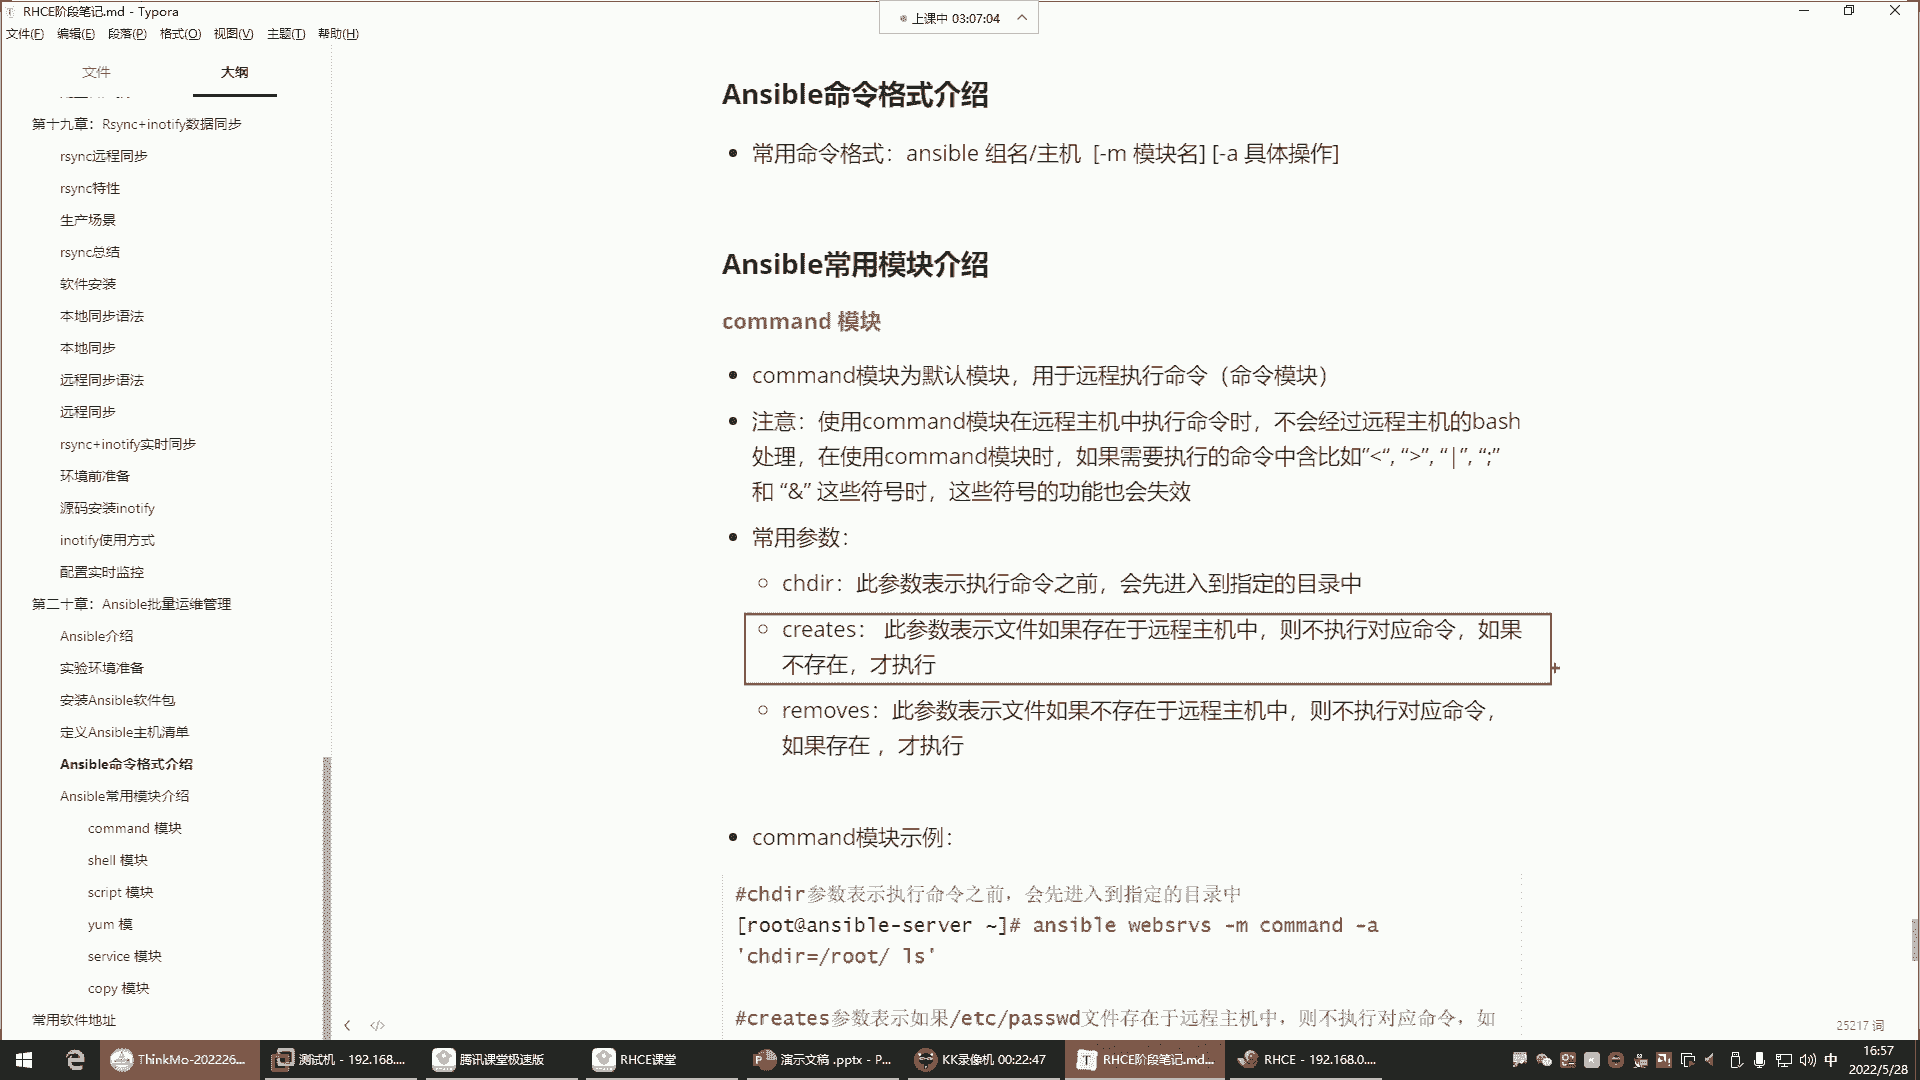 RHCE阶段笔记.md - Typora
上课中 03:07:04
文件(F) 编辑(E) 段落(P) 格式(O) 视图(V) 主题(T) 帮助(H)
文件 大纲
第十九章：Rsync+inotify数据同步
rsync远程同步
rsync特性
生产场景
rsync总结
软件安装
本地同步语法
本地同步
远程同步语法
远程同步
rsync+inotify实时同步
环境前准备
源码安装inotify
inotify使用方式
配置实时监控
第二十章：Ansible批量运维管理
Ansible介绍
实验环境准备
安装Ansible软件包
定义Ansible主机清单
Ansible命令格式介绍
Ansible常用模块介绍
command 模块
shell 模块
script 模块
yum 模
service 模块
copy 模块
常用软件地址
Ansible命令格式介绍
常用命令格式：ansible 组名/主机 [-m 模块名] [-a 具体操作]
Ansible常用模块介绍
command 模块
command模块为默认模块，用于远程执行命令（命令模块）
注意：使用command模块在远程主机中执行命令时，不会经过远程主机的bash
处理，在使用command模块时，如果需要执行的命令中含比如”<“, “>”, “|”, “;”
和 “&” 这些符号时，这些符号的功能也会失效
常用参数：
chdir：此参数表示执行命令之前，会先进入到指定的目录中
creates： 此参数表示文件如果存在于远程主机中，则不执行对应命令，如果
不存在，才执行
removes：此参数表示文件如果不存在于远程主机中，则不执行对应命令，
如果存在 ，才执行
command模块示例：
#chdir参数表示执行命令之前，会先进入到指定的目录中
[root@ansible-server ~]# ansible websrvs -m command -a
'chdir=/root/ ls'
#creates参数表示如果/etc/passwd文件存在于远程主机中，则不执行对应命令，如
25217 词
ThinkMo-202226... 测试机 - 192.168.... 腾讯课堂极速版 RHCE课堂 演示文稿 .pptx - P... KK录像机 00:22:47 RHCE阶段笔记.md... RHCE - 192.168.0.... 中 16:57
2022/5/28